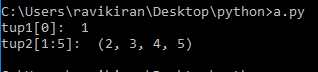 C:\Users\ravikiran\Desktop\python>a.py
tup1[0]:  1
tup2[1:5]:  (2, 3, 4, 5)